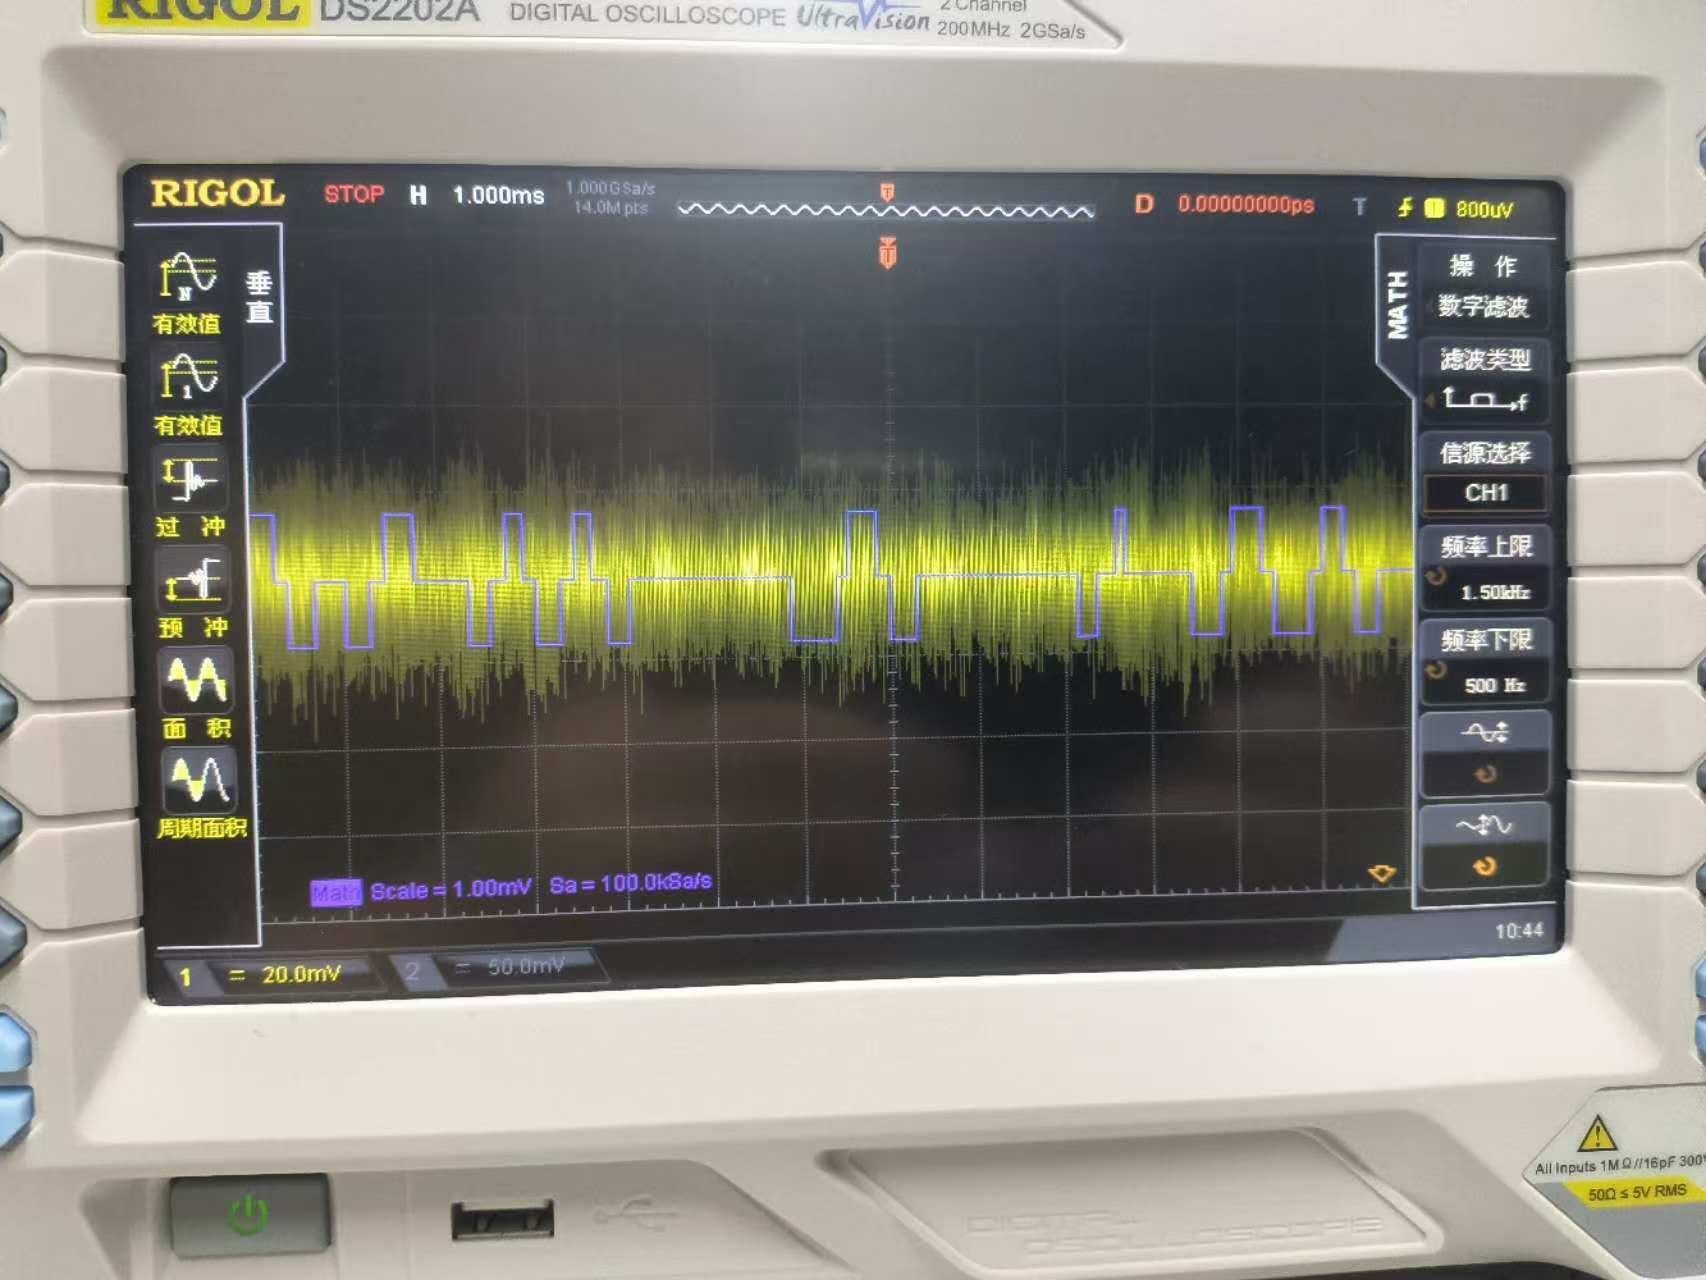 RIGOL DS2202A DIGITAL OSCILLOSCOPE UltraVision 2 Channel
200MHz 2GSa/s
RIGOL STOP H 1.000ms 1.000GSa/s
14.0M pts
T
D 0.00000000ps T 1 800uV
T
垂直
N
有效值
1
有效值
过 冲
预 冲
面 积
周期面积
MATH
操 作
数字滤波
滤波类型
f
信源选择
CH1
频率上限
1.50kHz
频率下限
500 Hz
Math Scale = 1.00mV Sa = 100.0kSa/s
10:44
1 = 20.0mV 2 = 50.0mV
All Inputs 1MΩ//16pF 300V
50Ω ≤ 5V RMS
DIGITAL
OSCILLOSCOPE